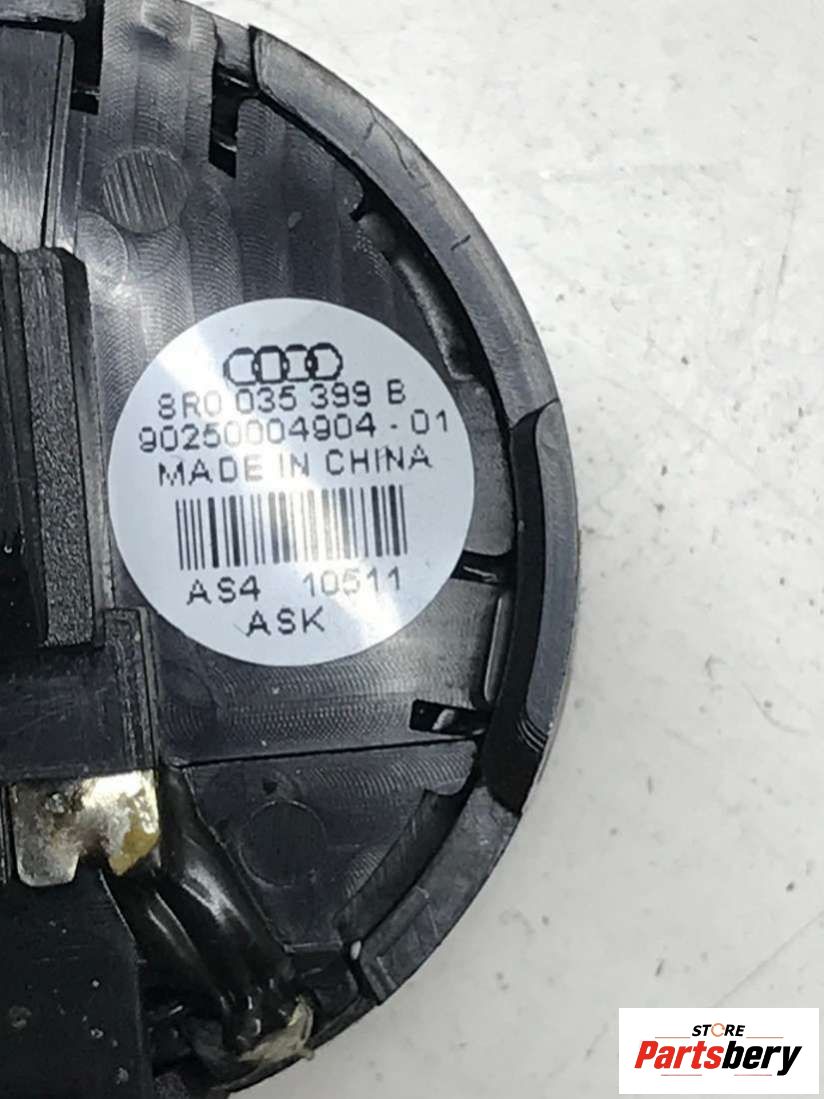 8R0 035 399 B
90250004904 - 01
MADE IN CHINA
AS4 10511
ASK
STORE
Partsbery